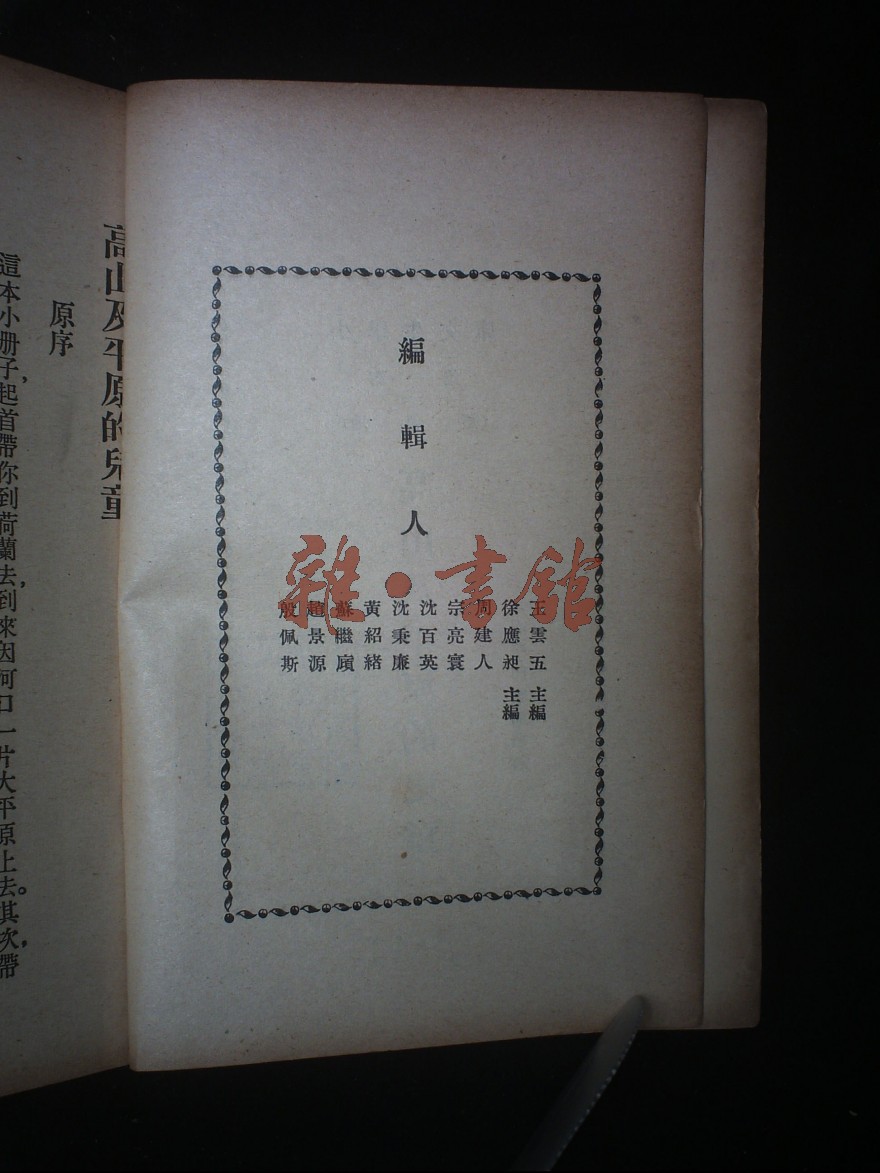 編輯人
王雲五 主編
徐應昶 主編
周建人
宗亮寰
沈百英
沈秉廉
黃紹緒
蘇繼廎
趙景源
殷佩斯
雜·書館
高山及平原的兒童
原序
這本小册子,起首帶你到荷蘭去,到來因河口一片大平原上去。其次,帶